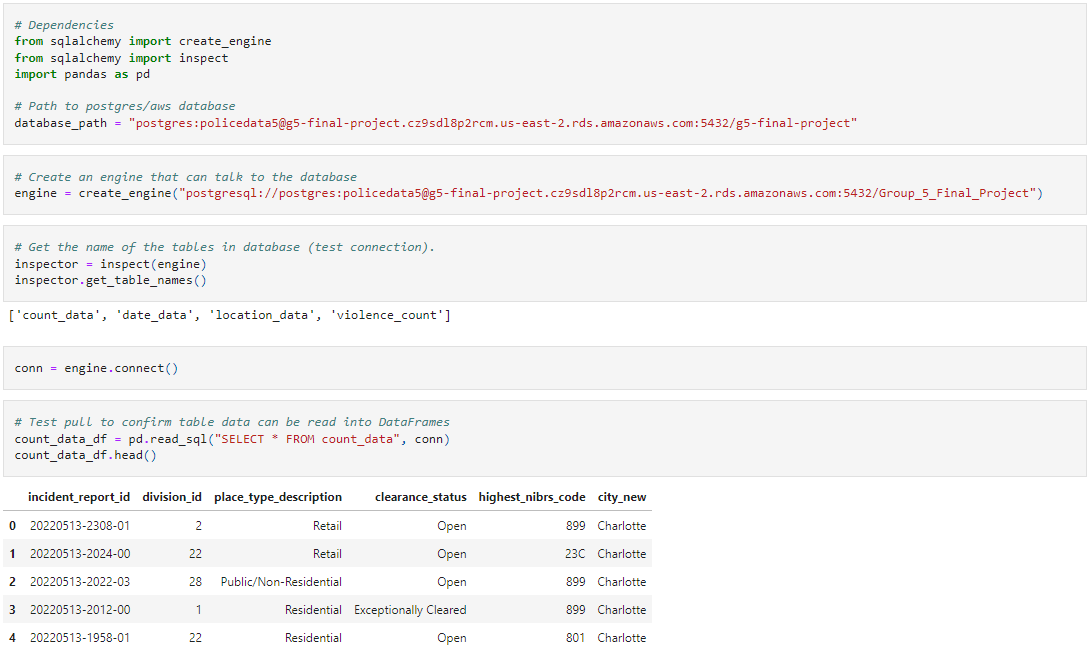 # Dependencies
from sqlalchemy import create_engine
from sqlalchemy import inspect
import pandas as pd
# Path to postgres/aws database
database_path = "postgres:policedata5@g5-final-project.cz9sdl8p2rcm.us-east-2.rds.amazonaws.com:5432/g5-final-project"
# Create an engine that can talk to the database
engine = create_engine("postgresql://postgres:policedata5@g5-final-project.cz9sdl8p2rcm.us-east-2.rds.amazonaws.com:5432/Group_5_Final_Project")
# Get the name of the tables in database (test connection).
inspector = inspect(engine)
inspector.get_table_names()
['count_data', 'date_data', 'location_data', 'violence_count']
conn = engine.connect()
# Test pull to confirm table data can be read into DataFrames
count_data_df = pd.read_sql("SELECT * FROM count_data", conn)
count_data_df.head()
incident_report_id division_id place_type_description clearance_status highest_nibrs_code city_new
0 20220513-2308-01 2 Retail Open 899 Charlotte
1 20220513-2024-00 22 Retail Open 23C Charlotte
2 20220513-2022-03 28 Public/Non-Residential Open 899 Charlotte
3 20220513-2012-00 1 Residential Exceptionally Cleared 899 Charlotte
4 20220513-1958-01 22 Residential Open 801 Charlotte